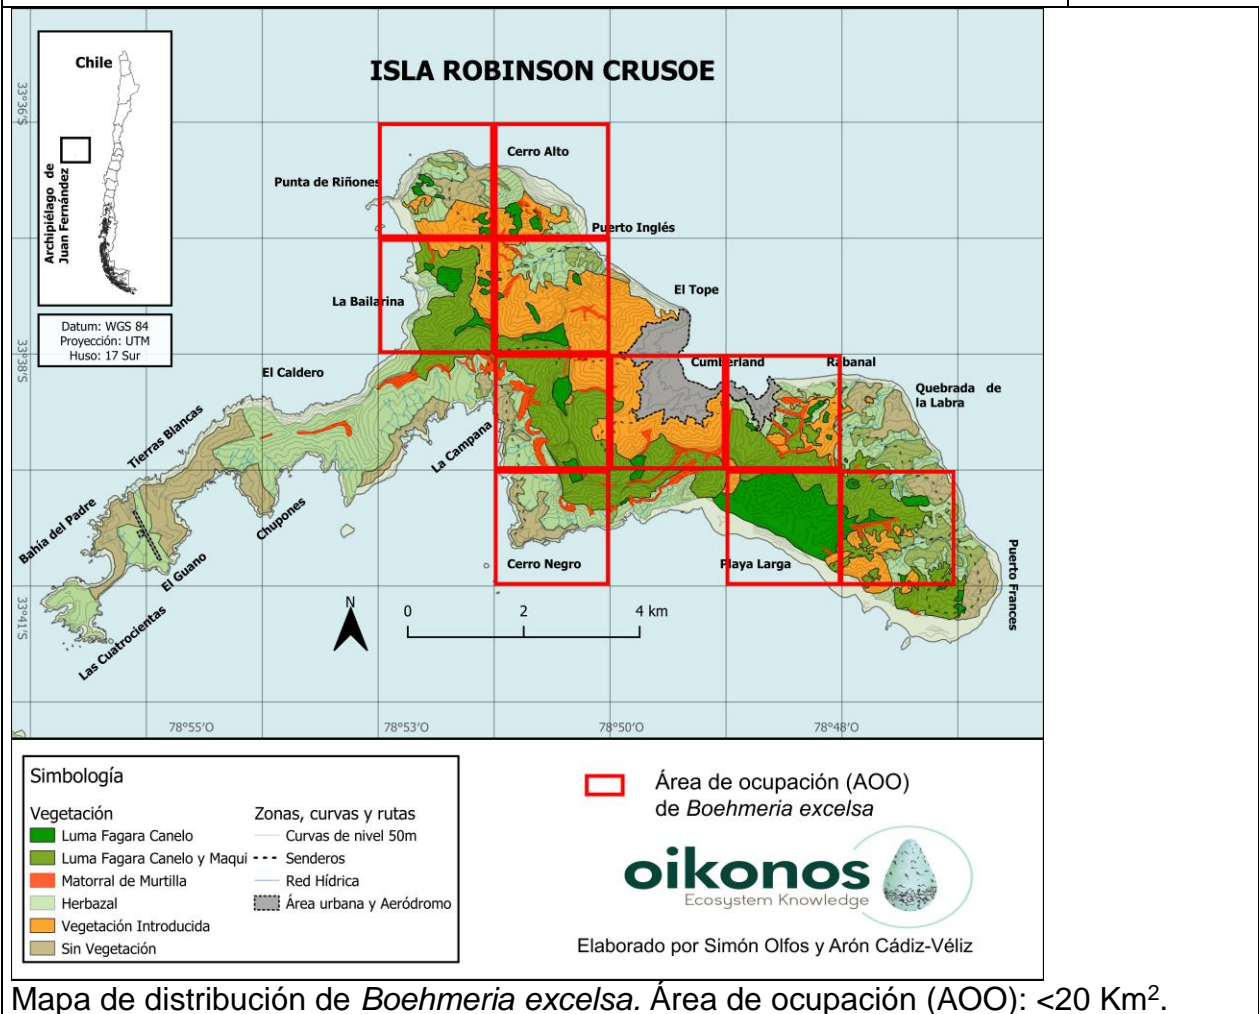 ISLA ROBINSON CRUSOE
Chile
Archipiélago de
Juan Fernández
Datum: WGS 84
Proyección: UTM
Huso: 17 Sur
33°36'S
33°38'S
33°41'S
Cerro Alto
Punta de Riñones
Puerto Inglés
El Tope
La Bailarina
Cumberland
Rabanal
El Caldero
Quebrada de
la Labra
Tierras Blancas
La Campana
Bahía del Padre
Chupones
El Guano
Cerro Negro
Playa Larga
Puerto Frances
Las Cuatrocientas
N
0 2 4 km
78°55'O 78°53'O 78°50'O 78°48'O
Simbología
Vegetación
Luma Fagara Canelo
Luma Fagara Canelo y Maqui
Matorral de Murtilla
Herbazal
Vegetación Introducida
Sin Vegetación
Zonas, curvas y rutas
Curvas de nivel 50m
Senderos
Red Hídrica
Área urbana y Aeródromo
Área de ocupación (AOO)
de Boehmeria excelsa
oikonos
Ecosystem Knowledge
Elaborado por Simón Olfos y Arón Cádiz-Véliz
Mapa de distribución de Boehmeria excelsa. Área de ocupación (AOO): <20 Km².